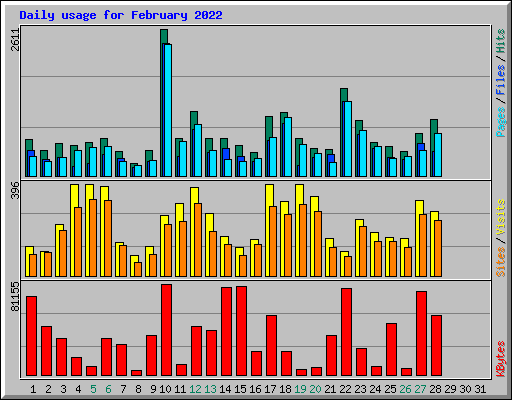 Daily usage for February 2022
2611
Pages / Files / Hits
396
Sites / Visits
81155
KBytes
1 2 3 4 5 6 7 8 9 10 11 12 13 14 15 16 17 18 19 20 21 22 23 24 25 26 27 28 29 30 31